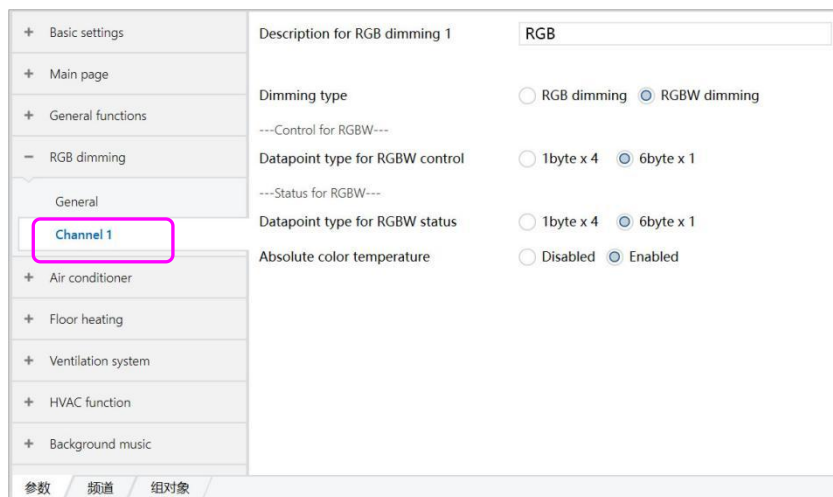 + Basic settings
+ Main page
+ General functions
− RGB dimming
General
Channel 1
+ Air conditioner
+ Floor heating
+ Ventilation system
+ HVAC function
+ Background music
Description for RGB dimming 1 RGB
Dimming type RGB dimming RGBW dimming
---Control for RGBW---
Datapoint type for RGBW control 1byte x 4 6byte x 1
---Status for RGBW---
Datapoint type for RGBW status 1byte x 4 6byte x 1
Absolute color temperature Disabled Enabled
参数 频道 组对象